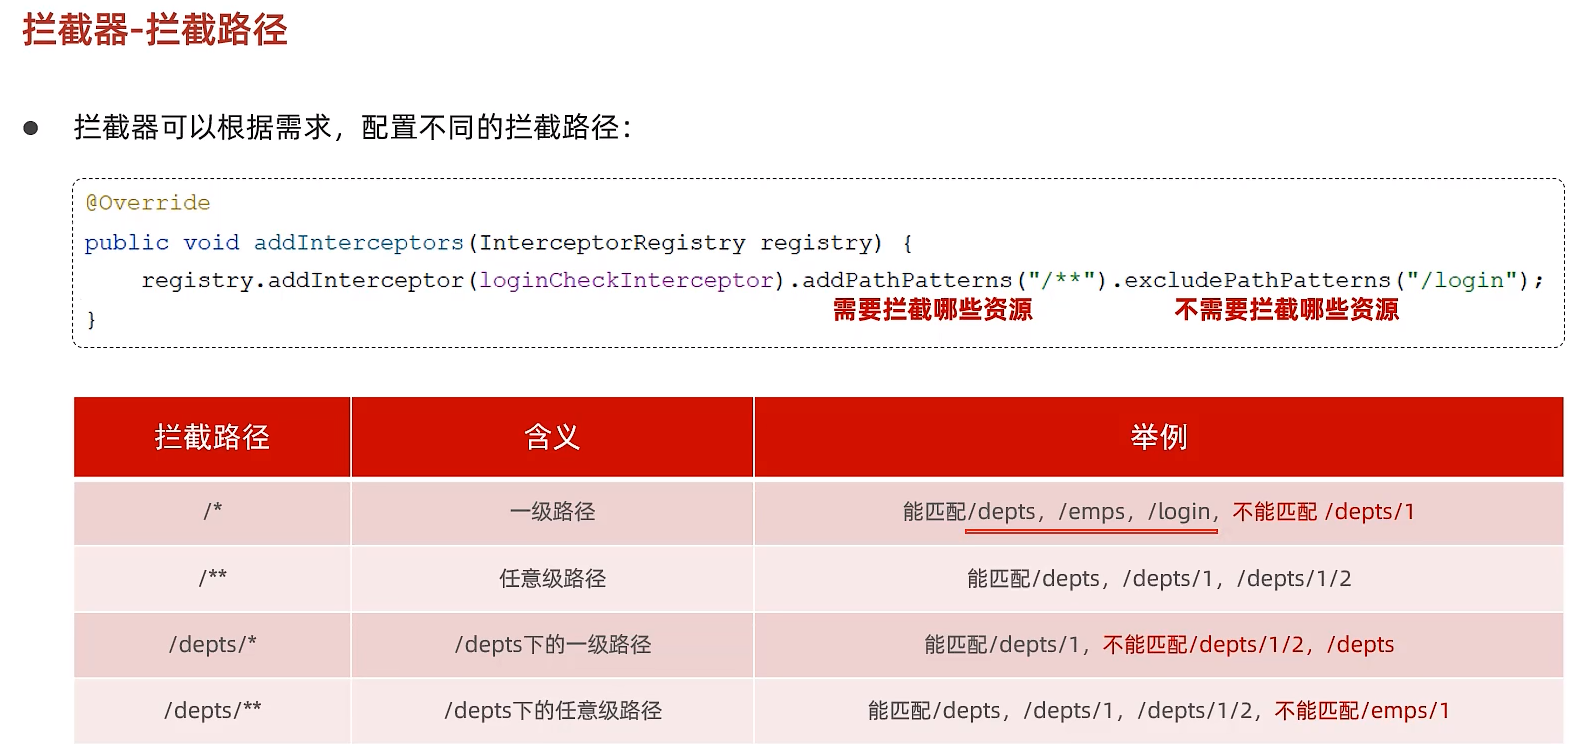 拦截器-拦截路径
● 拦截器可以根据需求，配置不同的拦截路径：
@Override
public void addInterceptors(InterceptorRegistry registry) {
registry.addInterceptor(loginCheckInterceptor).addPathPatterns("/**").excludePathPatterns("/login");
需要拦截哪些资源 不需要拦截哪些资源
}
拦截路径 含义 举例
/* 一级路径 能匹配/depts，/emps，/login，不能匹配 /depts/1
/** 任意级路径 能匹配/depts，/depts/1，/depts/1/2
/depts/* /depts下的一级路径 能匹配/depts/1，不能匹配/depts/1/2，/depts
/depts/** /depts下的任意级路径 能匹配/depts，/depts/1，/depts/1/2，不能匹配/emps/1